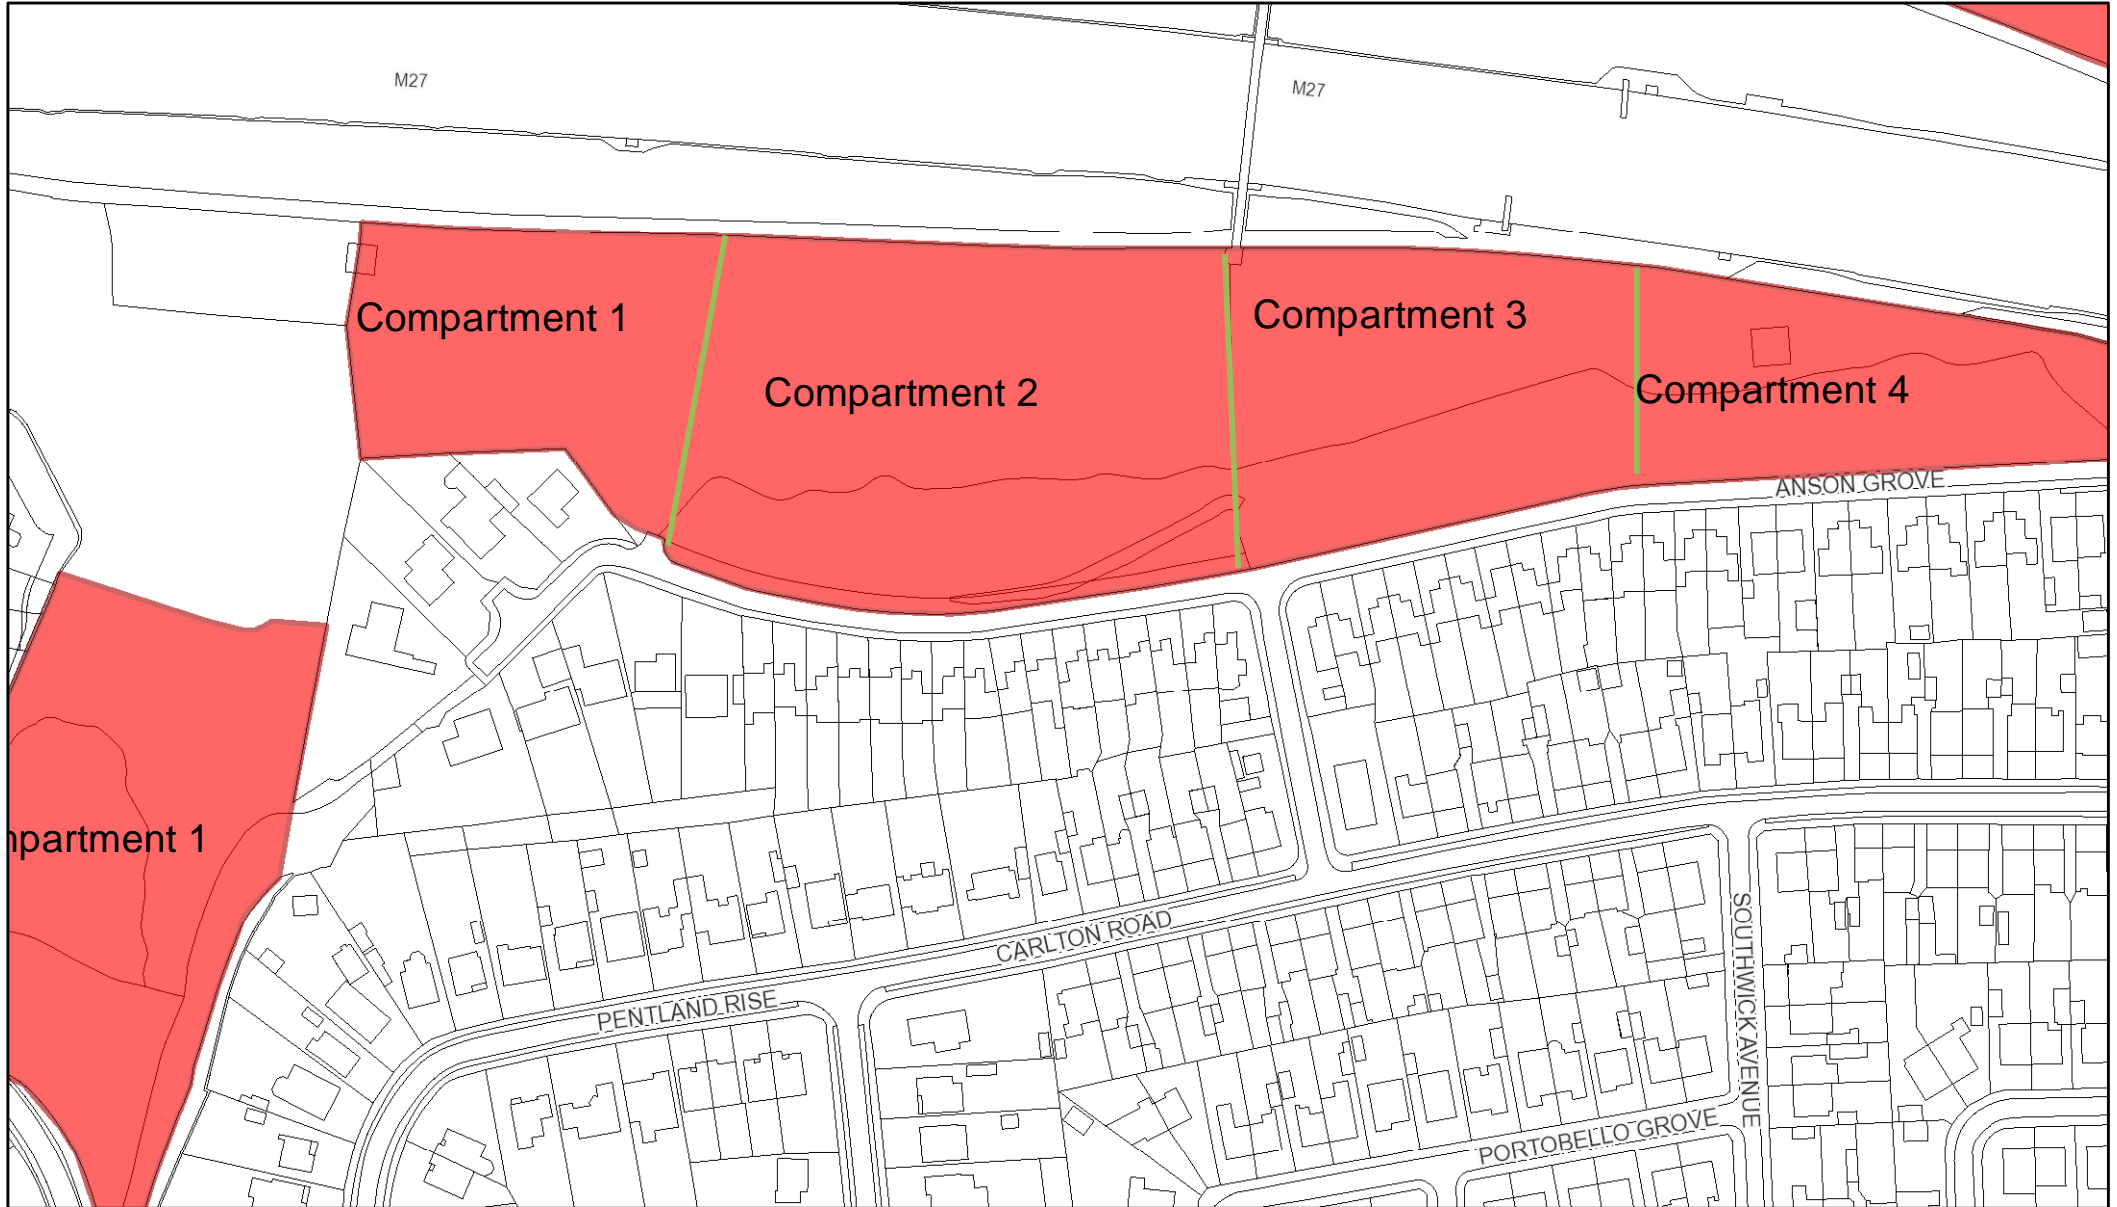 M27
M27
Compartment 1
Compartment 3
Compartment 2
Compartment 4
ANSON GROVE
partment 1
CARLTON ROAD
SOUTHWICK AVENUE
PENTLAND RISE
PORTOBELLO GROVE